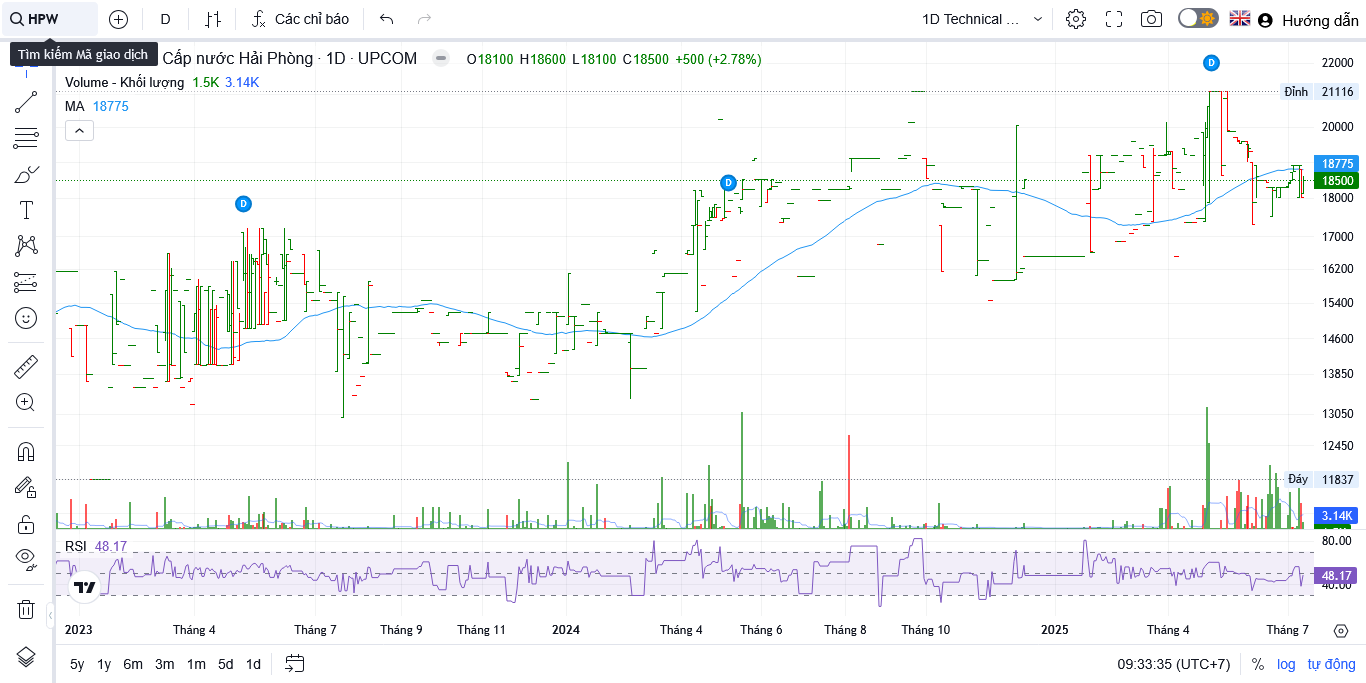 HPW D Các chỉ báo 1D Technical ... Hướng dẫn
Tìm kiếm Mã giao dịch Cấp nước Hải Phòng · 1D · UPCOM O18100 H18600 L18100 C18500 +500 (+2.78%)
Volume - Khối lượng 1.5K 3.14K
MA 18775
D
D
D
22000
Đỉnh 21116
20000
18775
18500
18000
17000
16200
15400
14600
13850
13050
12450
Đáy 11837
3.14K
RSI 48.17
80.00
48.17
40.00
2023 Tháng 4 Tháng 7 Tháng 9 Tháng 11 2024 Tháng 4 Tháng 6 Tháng 8 Tháng 10 2025 Tháng 4 Tháng 7
5y 1y 6m 3m 1m 5d 1d 09:33:35 (UTC+7) % log tự động